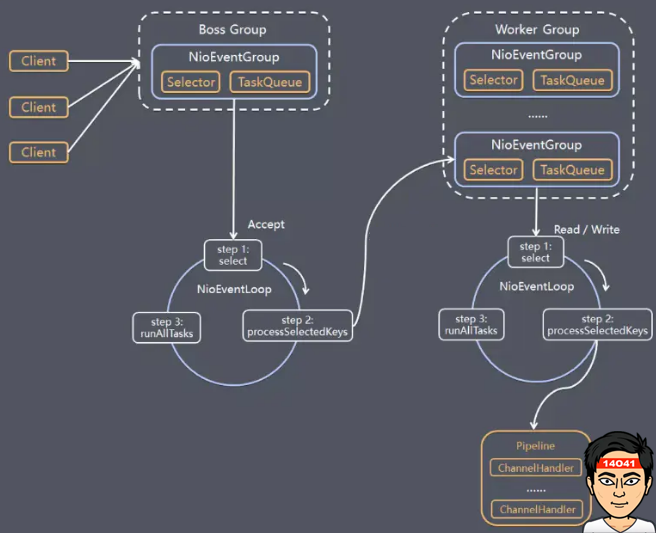 Boss Group
NioEventGroup
Selector
TaskQueue
Client
Client
Client
Accept
step 1:
select
NioEventLoop
step 2:
processSelectedKeys
step 3:
runAllTasks
Worker Group
NioEventGroup
Selector
TaskQueue
......
NioEventGroup
Selector
TaskQueue
Read / Write
step 1:
select
NioEventLoop
step 2:
processSelectedKeys
step 3:
runAllTasks
Pipeline
ChannelHandler
......
ChannelHandler
14041